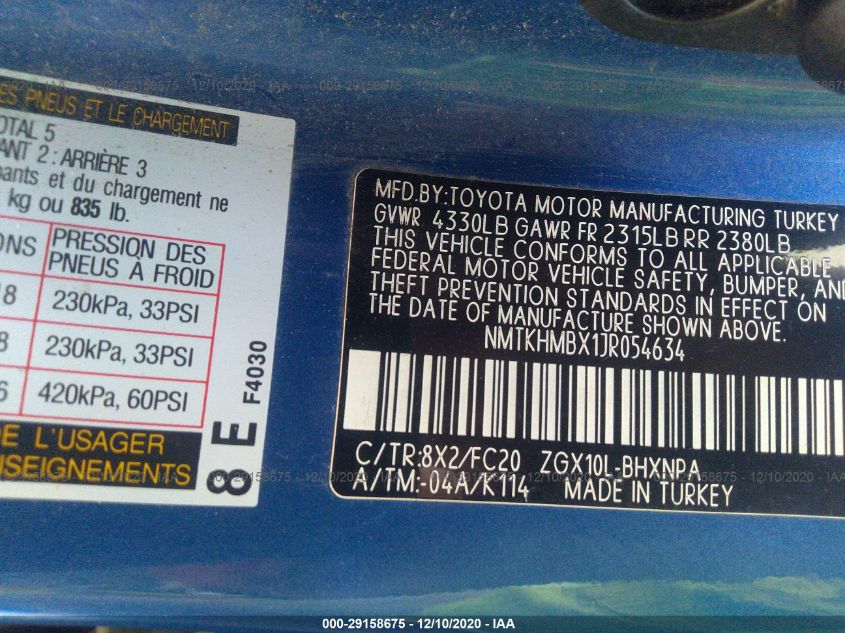 ES PNEUS ET LE CHARGEMENT
OTAL 5
ANT 2 : ARRIÈRE 3
pants et du chargement ne
kg ou 835 lb.
ONS PRESSION DES PNEUS À FROID
18 230kPa, 33PSI
8 230kPa, 33PSI
6 420kPa, 60PSI
DE L'USAGER
NSEIGNEMENTS
8E F4030
MFD.BY:TOYOTA MOTOR MANUFACTURING TURKEY
GVWR 4330LB GAWR FR 2315LB RR 2380LB
THIS VEHICLE CONFORMS TO ALL APPLICABLE
FEDERAL MOTOR VEHICLE SAFETY, BUMPER, AND
THEFT PREVENTION STANDARDS IN EFFECT ON
THE DATE OF MANUFACTURE SHOWN ABOVE.
NMTKHMBX1JR054634
C/TR:8X2/FC20 ZGX10L-BHXNPA
A/TM:-04A/K114 MADE IN TURKEY
000-29158675 - 12/10/2020 - IAA